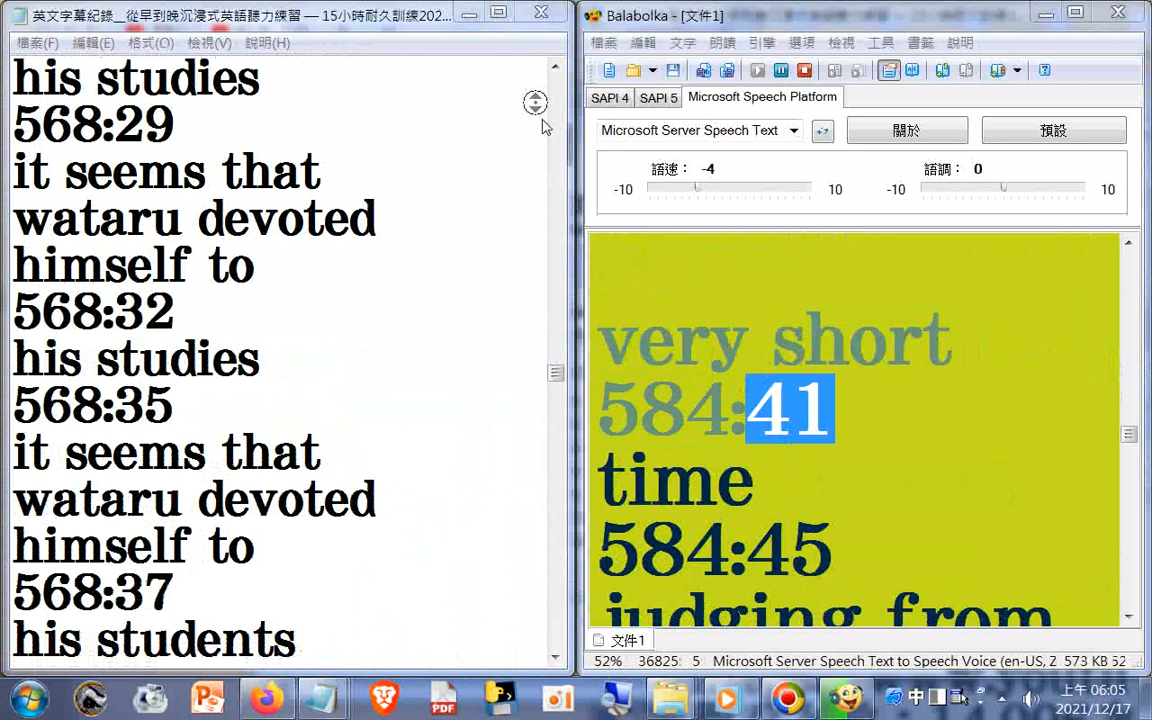 英文字幕紀錄__從早到晚沉浸式英語聽力練習 — 15小時耐久訓練202...
檔案(F) 編輯(E) 格式(O) 檢視(V) 說明(H)
his studies
568:29
it seems that
wataru devoted
himself to
568:32
his studies
568:35
it seems that
wataru devoted
himself to
568:37
his students
Balabolka - [文件1]
檔案 編輯 文字 朗讀 引擎 選項 檢視 工具 書籤 說明
SAPI 4 SAPI 5 Microsoft Speech Platform
Microsoft Server Speech Text 關於 預設
語速： -4 語調： 0
-10 10 -10 10
very short
584:41
time
584:45
judging from
文件1
52% 36825: 5 Microsoft Server Speech Text to Speech Voice (en-US, Z 573 KB 52
中 上午 06:05
2021/12/17